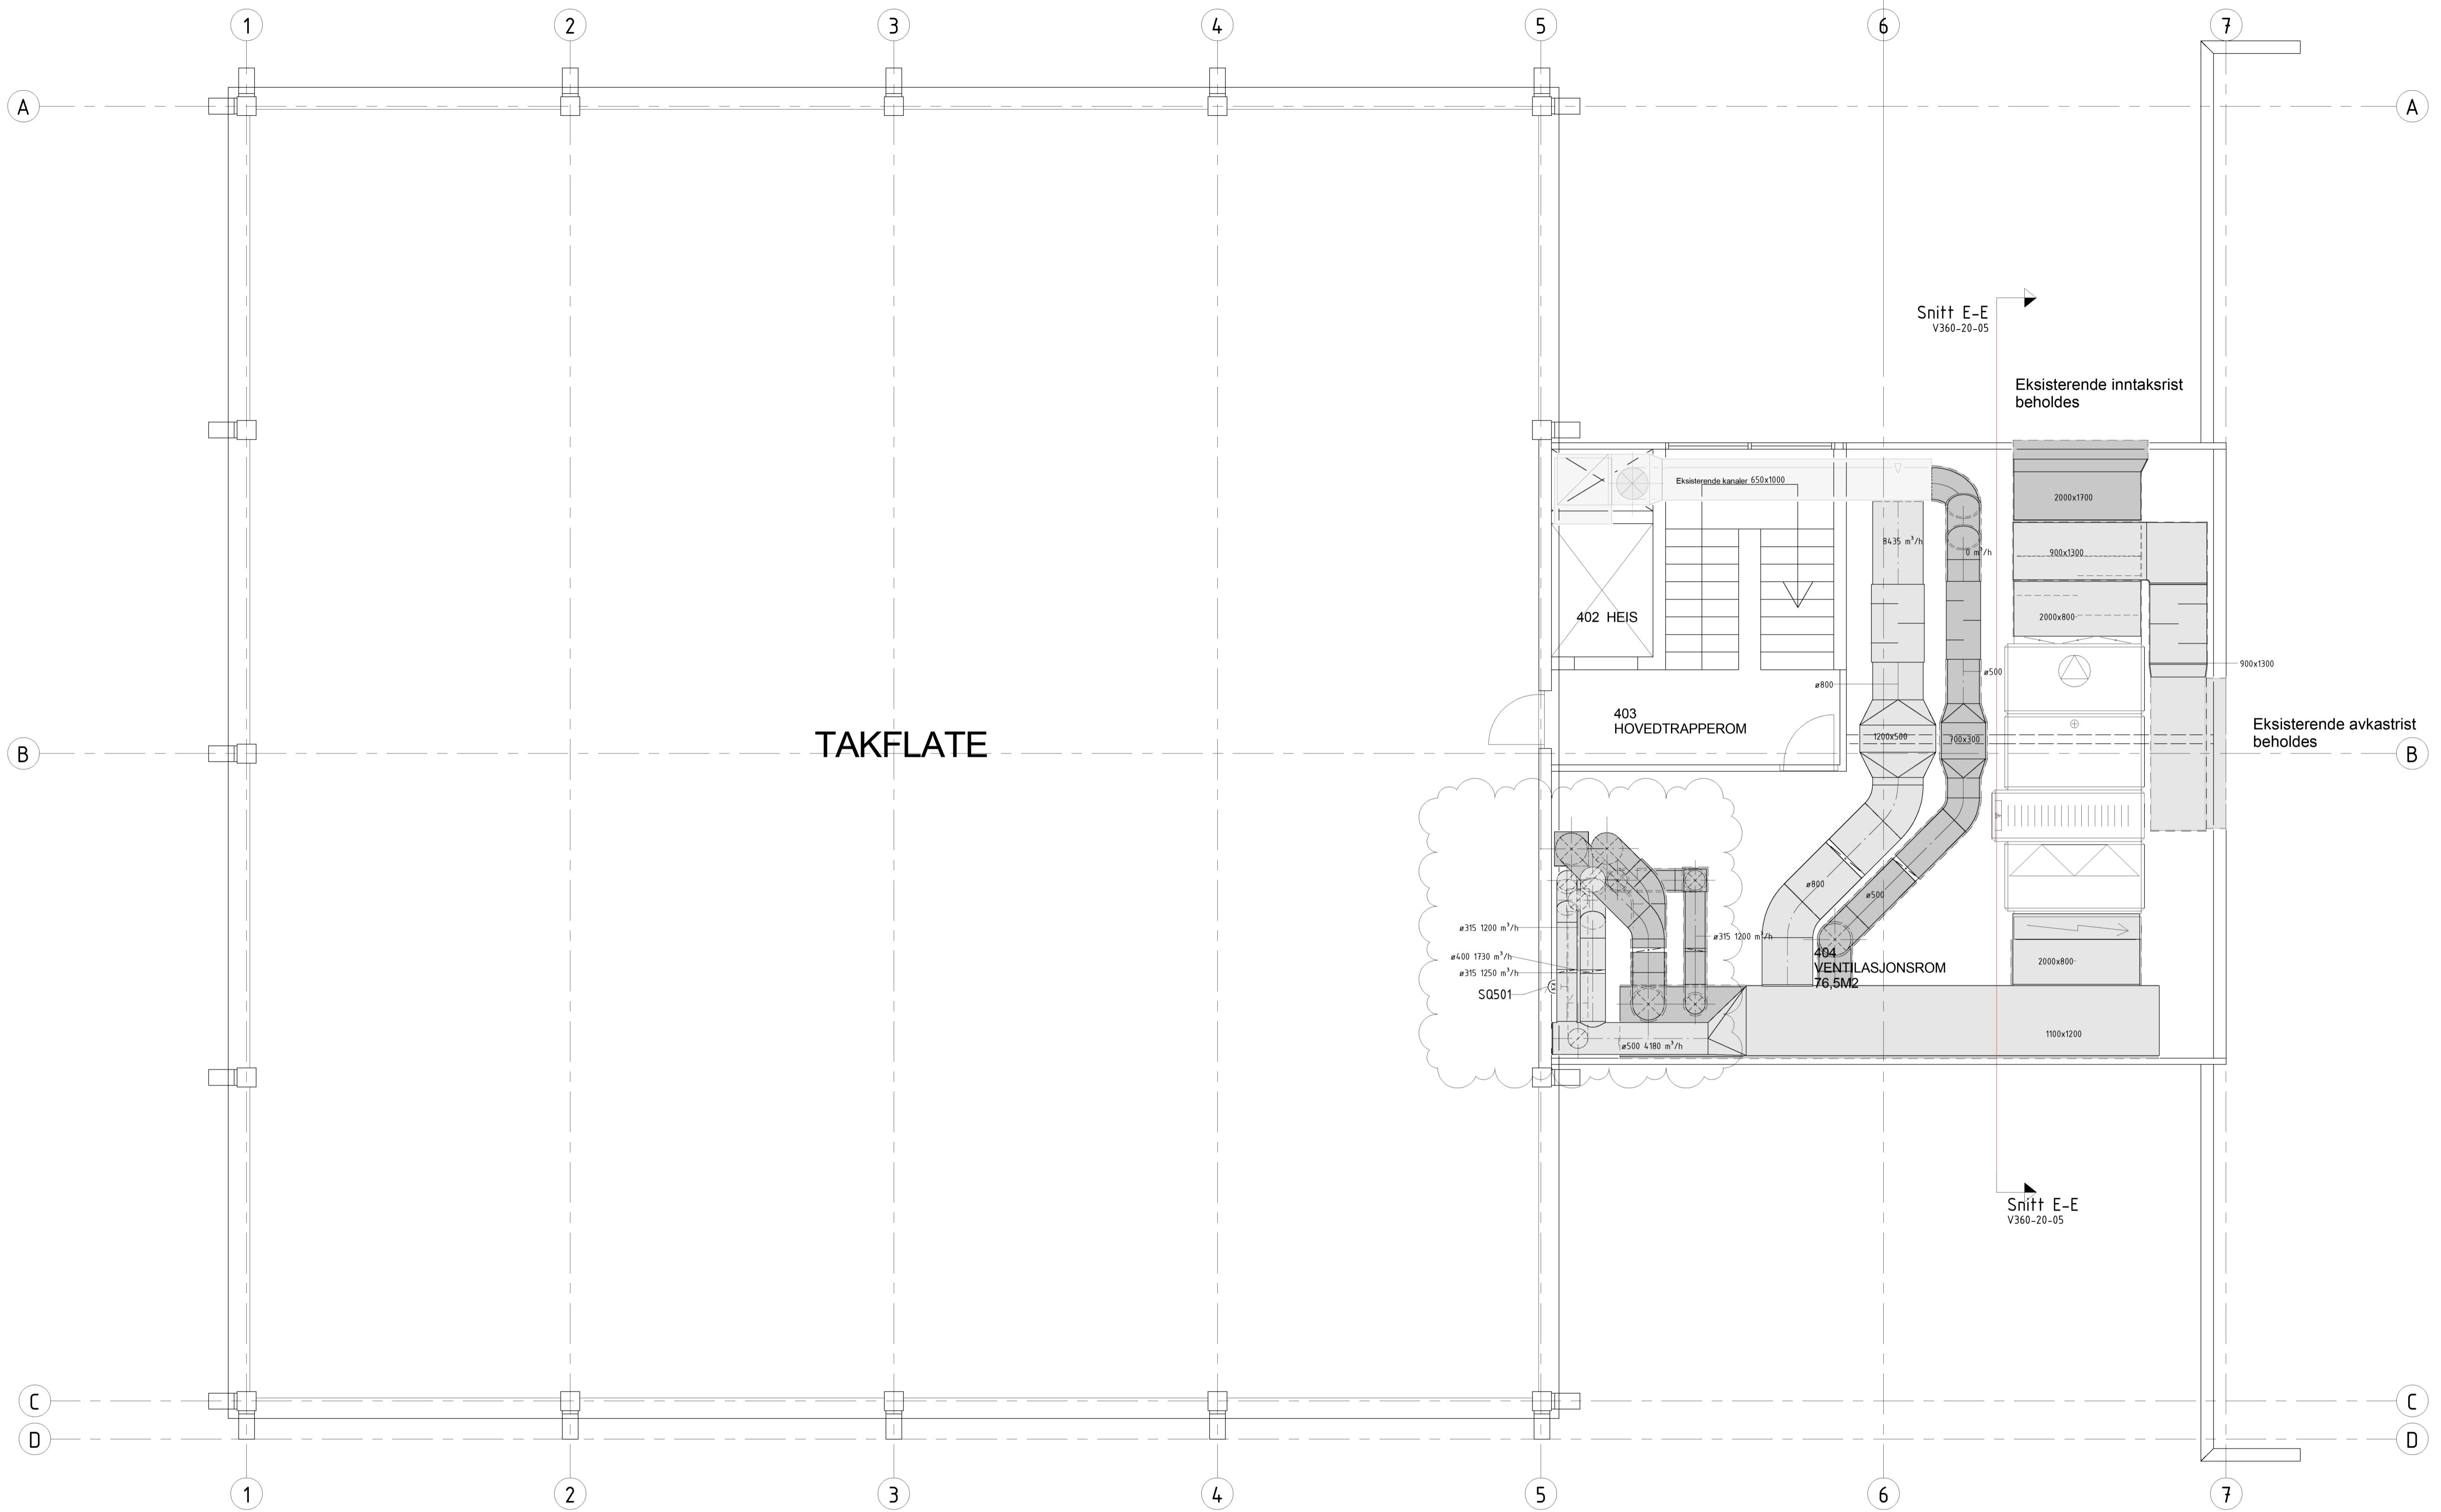 1 2 3 4 5 6 7
A A
Snitt E-E
V360-20-05
Eksisterende inntaksrist
beholdes
Eksisterende kanaler 650x1000
2000x1700
8435 m³/h
0 m³/h
900x1300
402 HEIS
2000x800
900x1300
ø500
ø800
403
HOVEDTRAPPEROM
Eksisterende avkastrist
beholdes
1200x500
700x300
TAKFLATE
B B
ø800
ø500
ø315 1200 m³/h
ø315 1200 m³/h
ø400 1730 m³/h
ø315 1250 m³/h
404
VENTILASJONSROM
76,5M2
2000x800
SQ501
1100x1200
ø500 4180 m³/h
Snitt E-E
V360-20-05
C C
D D
1 2 3 4 5 6 7